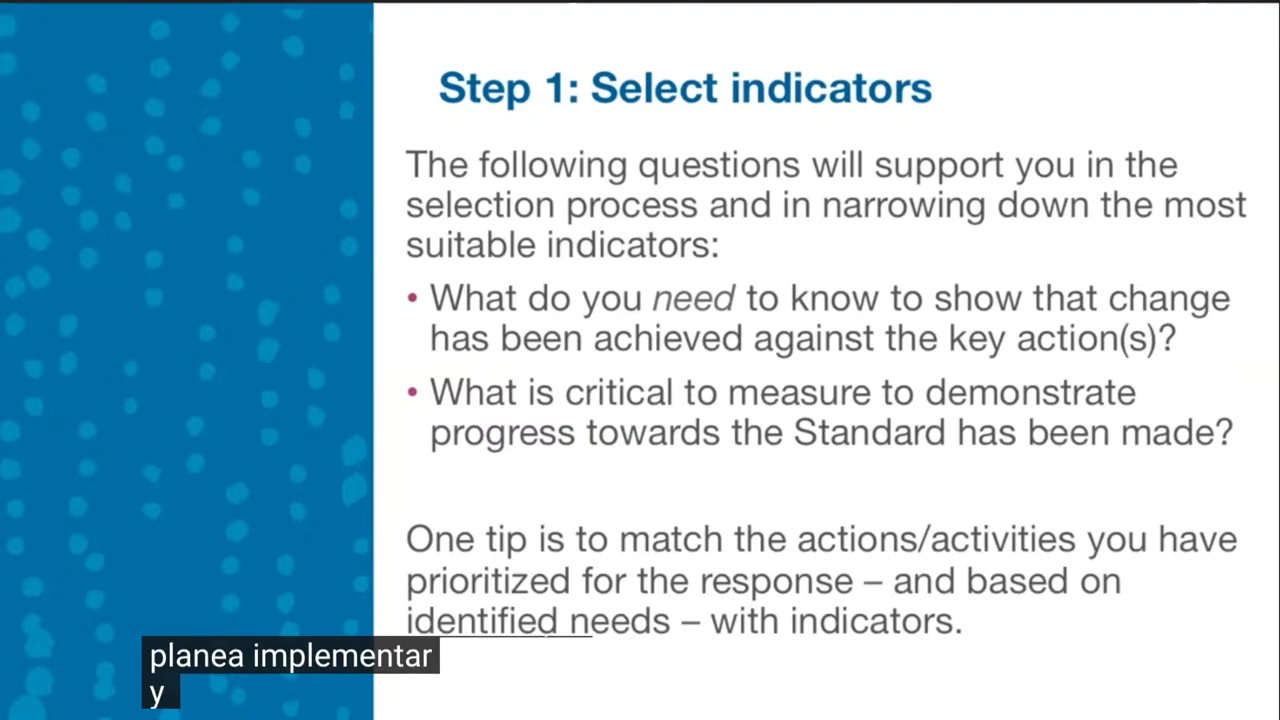 Step 1: Select indicators
The following questions will support you in the
selection process and in narrowing down the most
suitable indicators:
• What do you need to know to show that change
has been achieved against the key action(s)?
• What is critical to measure to demonstrate
progress towards the Standard has been made?
One tip is to match the actions/activities you have
prioritized for the response – and based on
identified needs – with indicators.
planea implementar
y